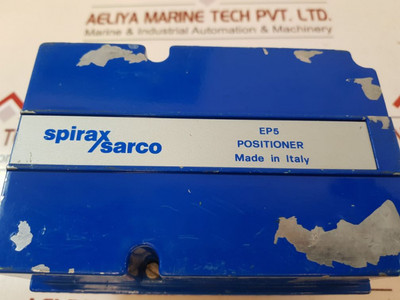 AELIYA MARINE TECH PVT. LTD.
Marine & Industrial Automation & Machinery
spirax
/sarco
EP5
POSITIONER
Made in Italy